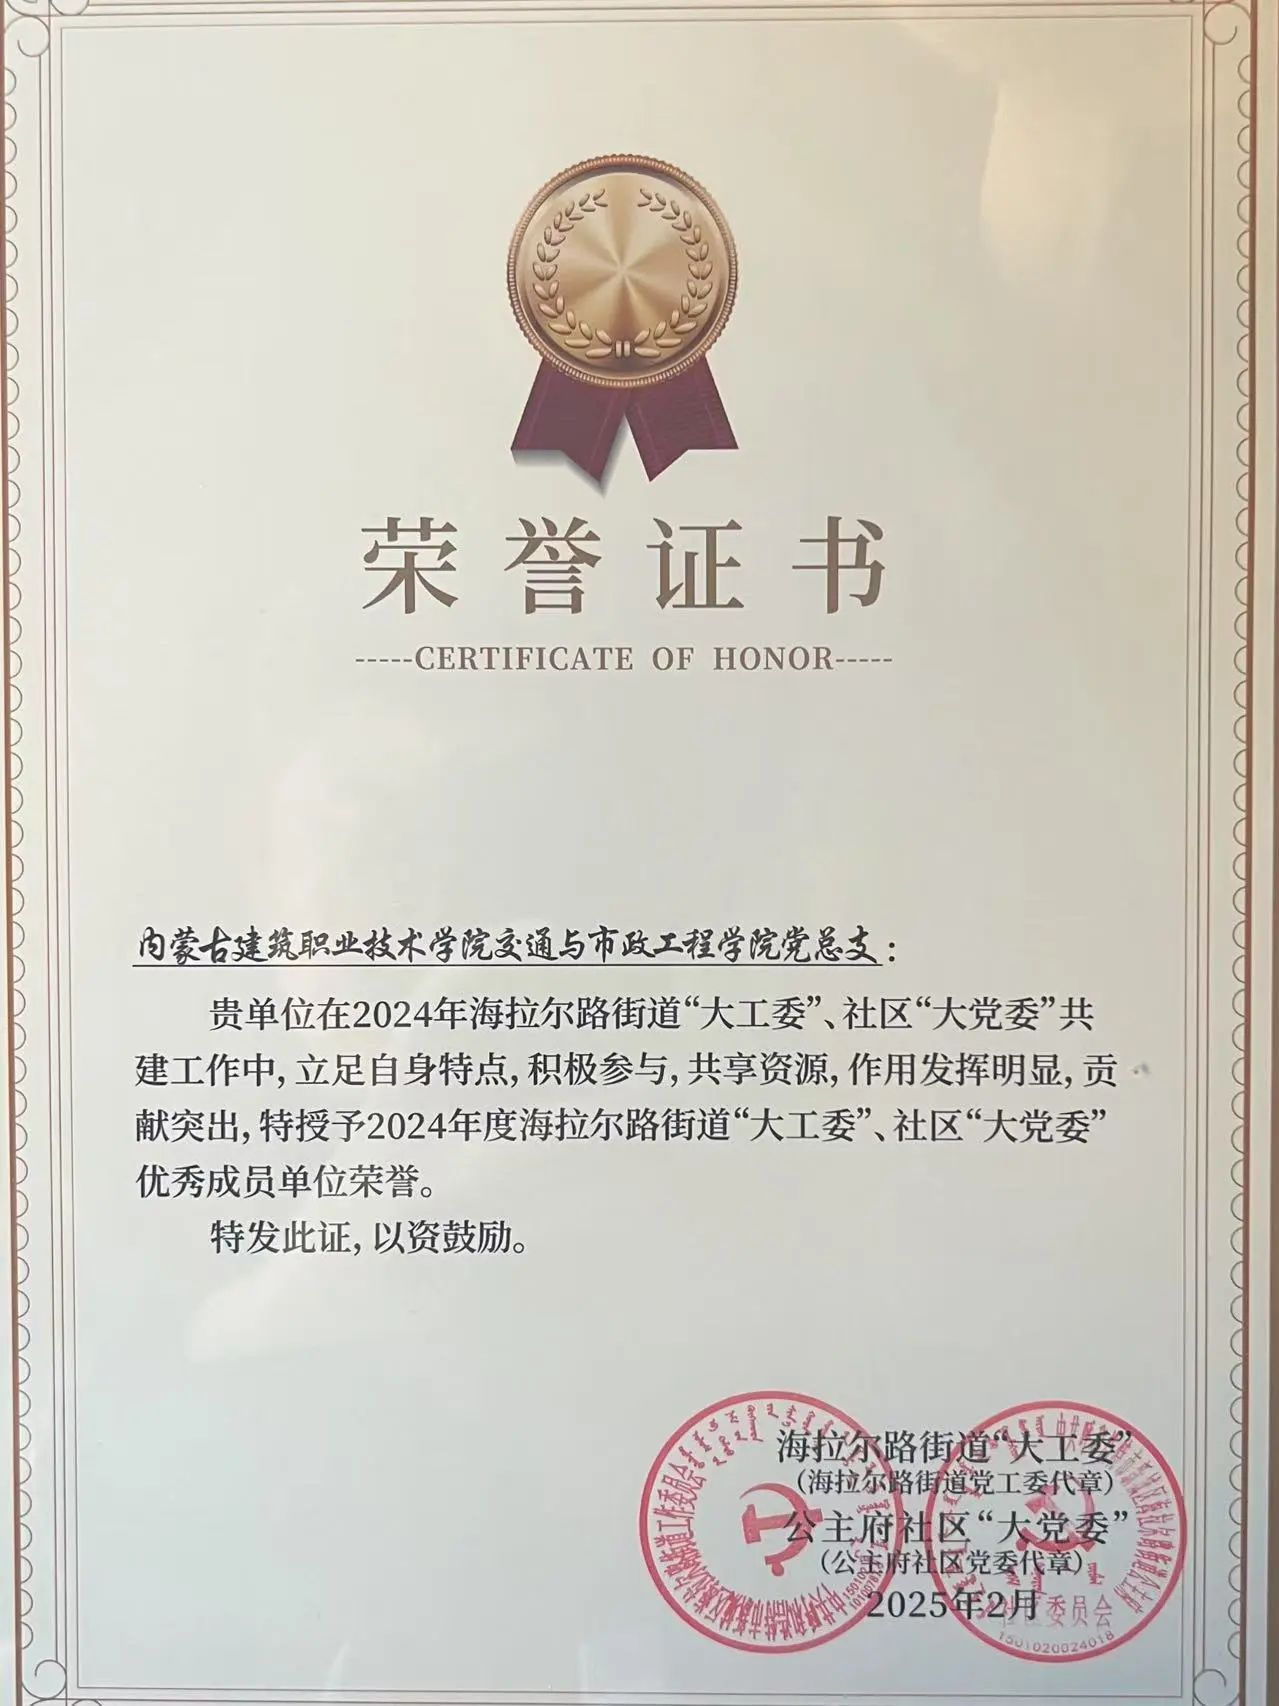 荣誉证书
-----CERTIFICATE OF HONOR-----
内蒙古建筑职业技术学院交通与市政工程学院党总支：
贵单位在2024年海拉尔路街道“大工委”、社区“大党委”共
建工作中，立足自身特点，积极参与，共享资源，作用发挥明显，贡
献突出，特授予2024年度海拉尔路街道“大工委”、社区“大党委”
优秀成员单位荣誉。
特发此证，以资鼓励。
海拉尔路街道“大工委”
（海拉尔路街道党工委代章）
公主府社区“大党委”
（公主府社区党委代章）
2025年2月
社区委员会
1501020024018